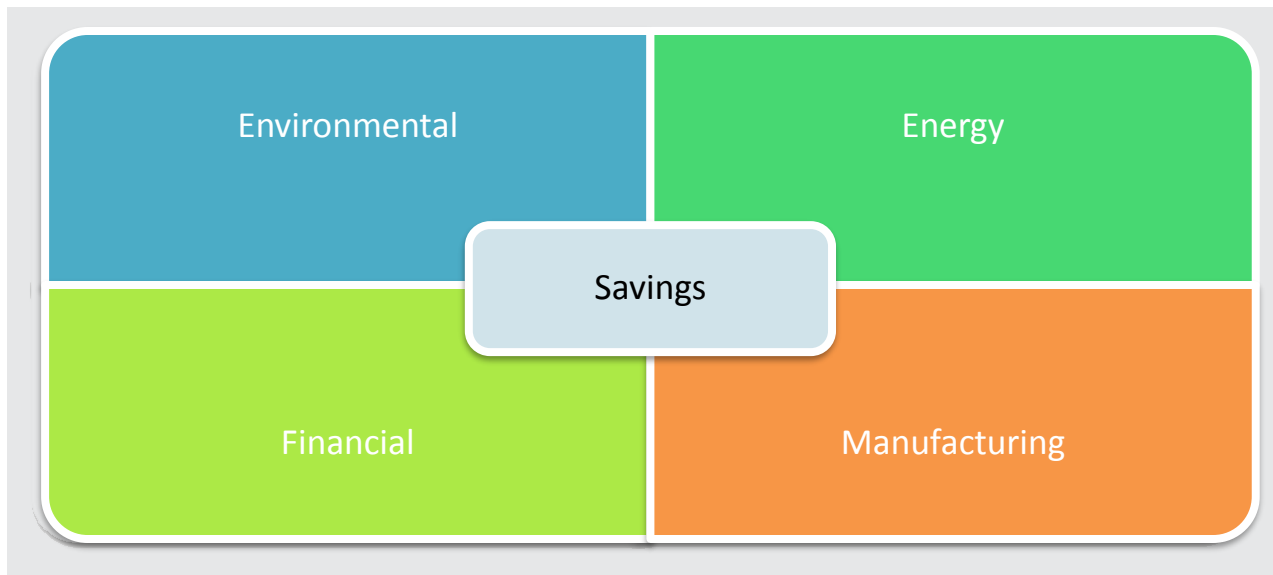 Environmental
Energy
Savings
Financial
Manufacturing